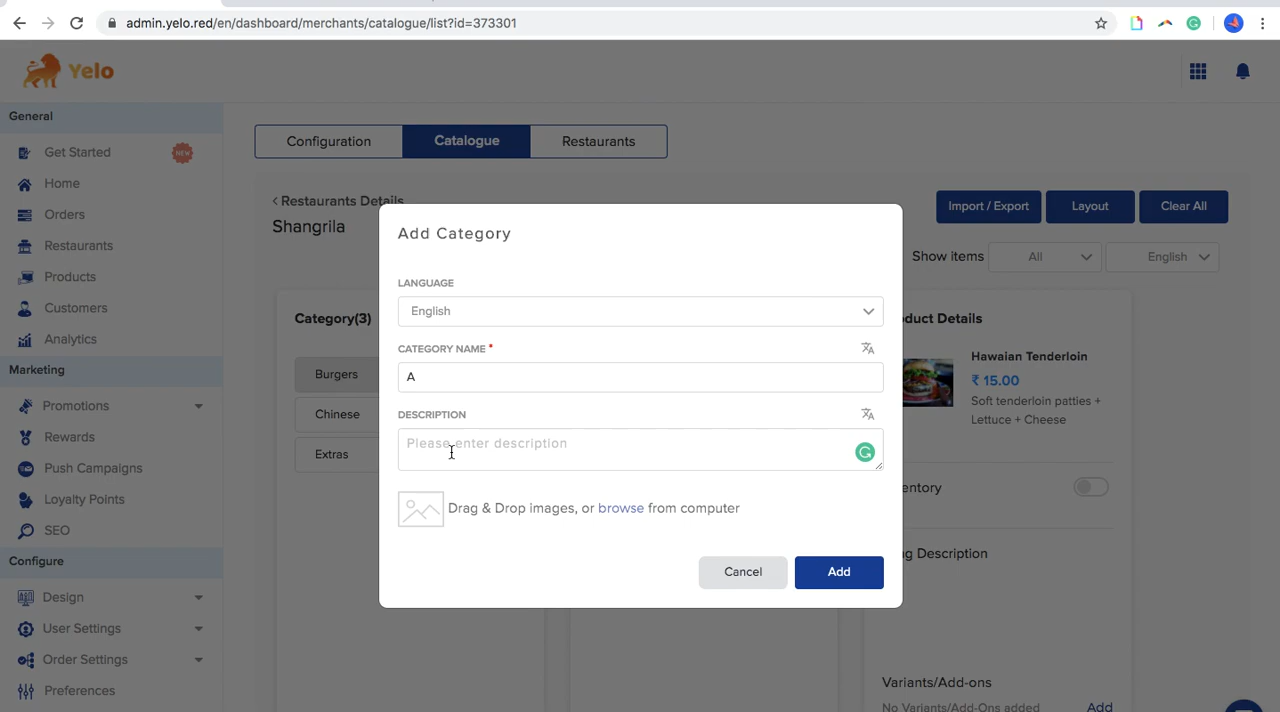 admin.yelo.red/en/dashboard/merchants/catalogue/list?id=373301
Yelo
General
Get Started NEW
Home
Orders
Restaurants
Products
Customers
Analytics
Marketing
Promotions
Rewards
Push Campaigns
Loyalty Points
SEO
Configure
Design
User Settings
Order Settings
Preferences
Configuration Catalogue Restaurants
< Restaurants Details
Shangrila
Import / Export Layout Clear All
Show items All English
Category(3)
Burgers
Chinese
Extras
Add Category
LANGUAGE
English
CATEGORY NAME *
A
DESCRIPTION
Please enter description
Drag & Drop images, or browse from computer
Cancel Add
duct Details
Hawaian Tenderloin
₹ 15.00
Soft tenderloin patties +
Lettuce + Cheese
entory
g Description
Variants/Add-ons
No Variants/Add-Ons added Add